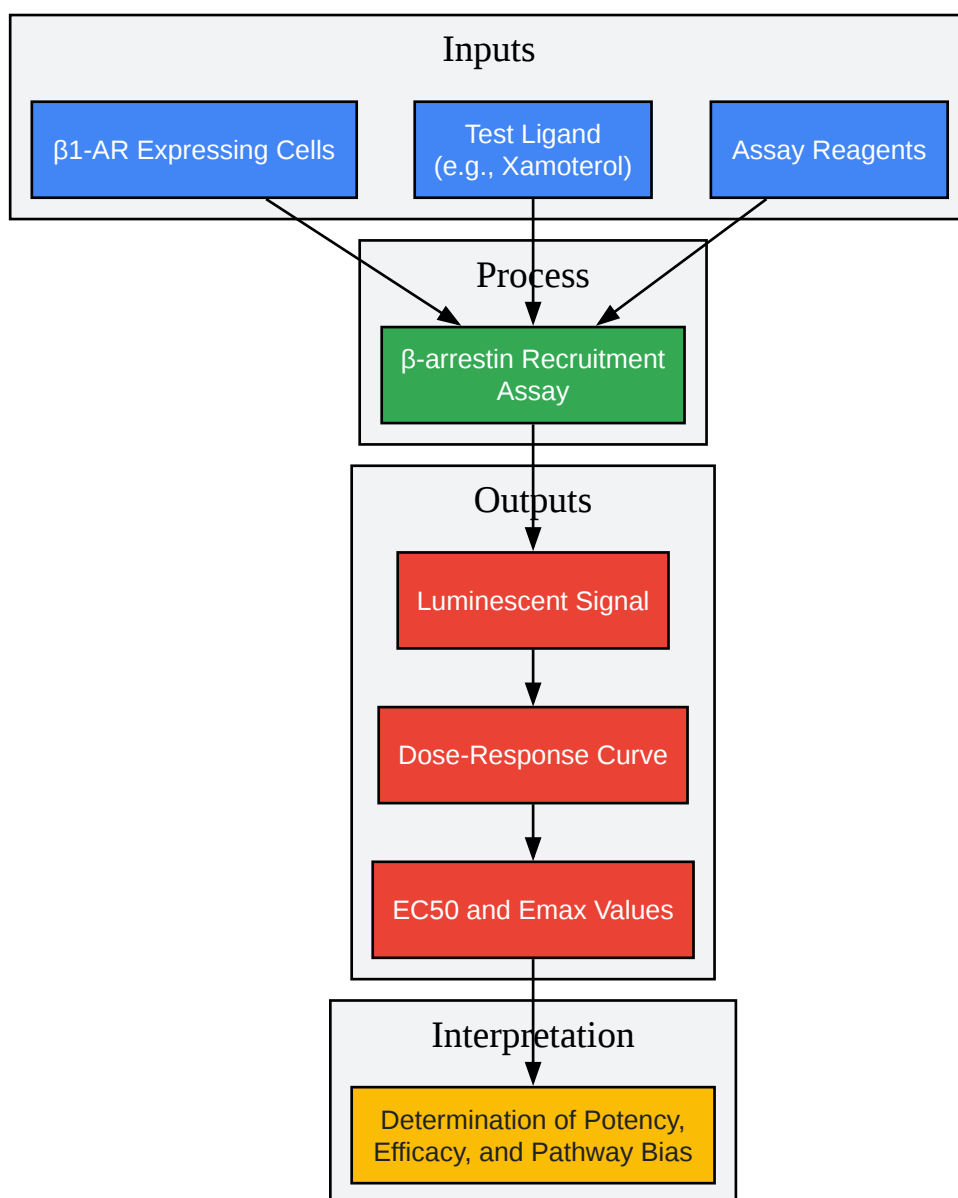 Inputs
β1-AR Expressing Cells
Test Ligand
(e.g., Xamoterol)
Assay Reagents
Process
β-arrestin Recruitment
Assay
Outputs
Luminescent Signal
Dose-Response Curve
EC50 and Emax Values
Interpretation
Determination of Potency,
Efficacy, and Pathway Bias